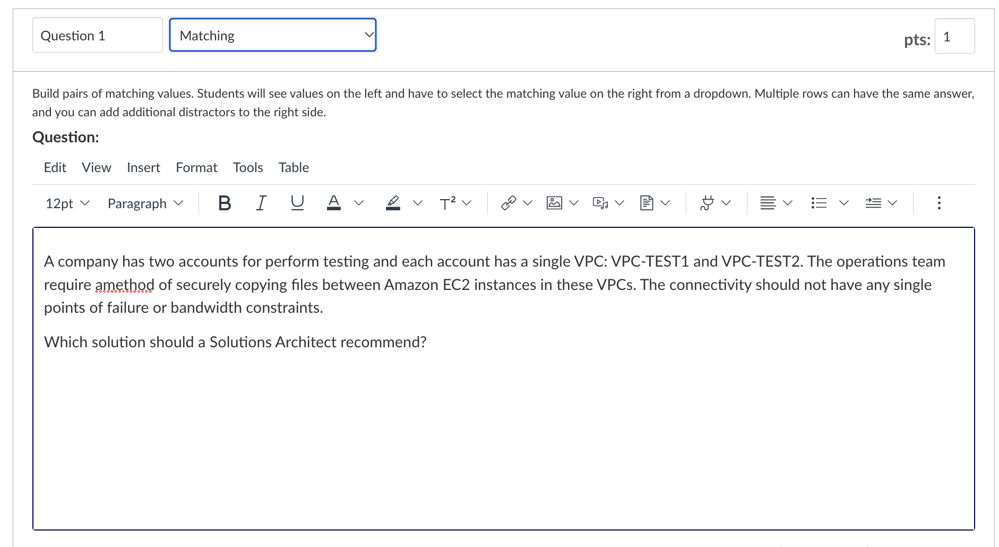 Question 1 Matching pts: 1
Build pairs of matching values. Students will see values on the left and have to select the matching value on the right from a dropdown. Multiple rows can have the same answer,
and you can add additional distractors to the right side.
Question:
Edit View Insert Format Tools Table
12pt Paragraph B I U A T²
A company has two accounts for perform testing and each account has a single VPC: VPC-TEST1 and VPC-TEST2. The operations team
require amethod of securely copying files between Amazon EC2 instances in these VPCs. The connectivity should not have any single
points of failure or bandwidth constraints.
Which solution should a Solutions Architect recommend?